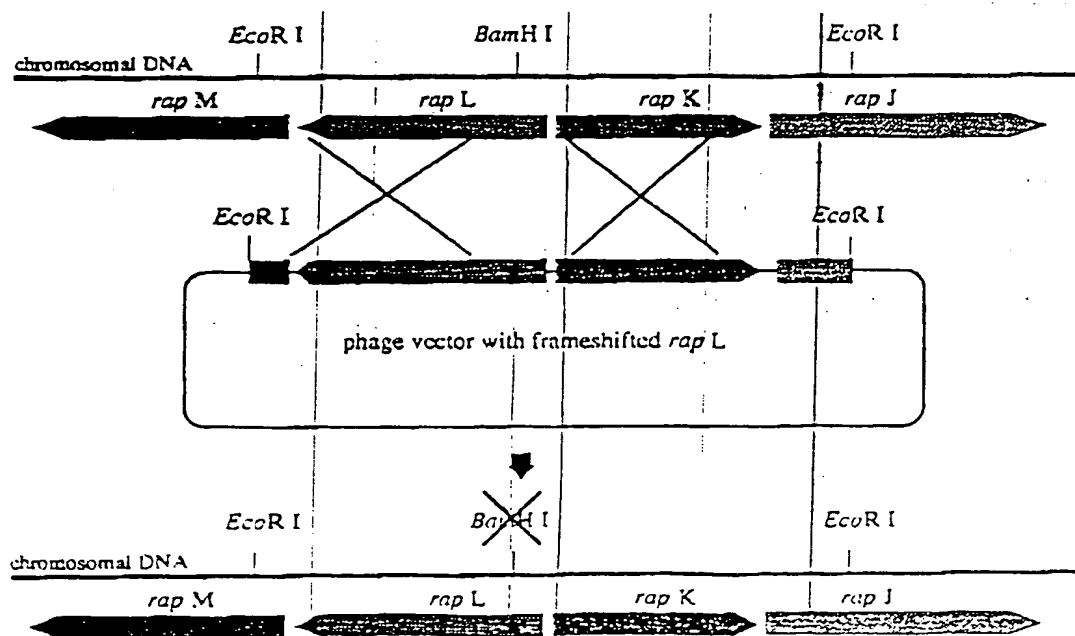 EcoR I BamH I EcoR I
chromosomal DNA
rap M rap L rap K rap J
EcoR I EcoR I
phage vector with frameshifted rap L
EcoR I BamH I EcoR I
chromosomal DNA
rap M rap L rap K rap J